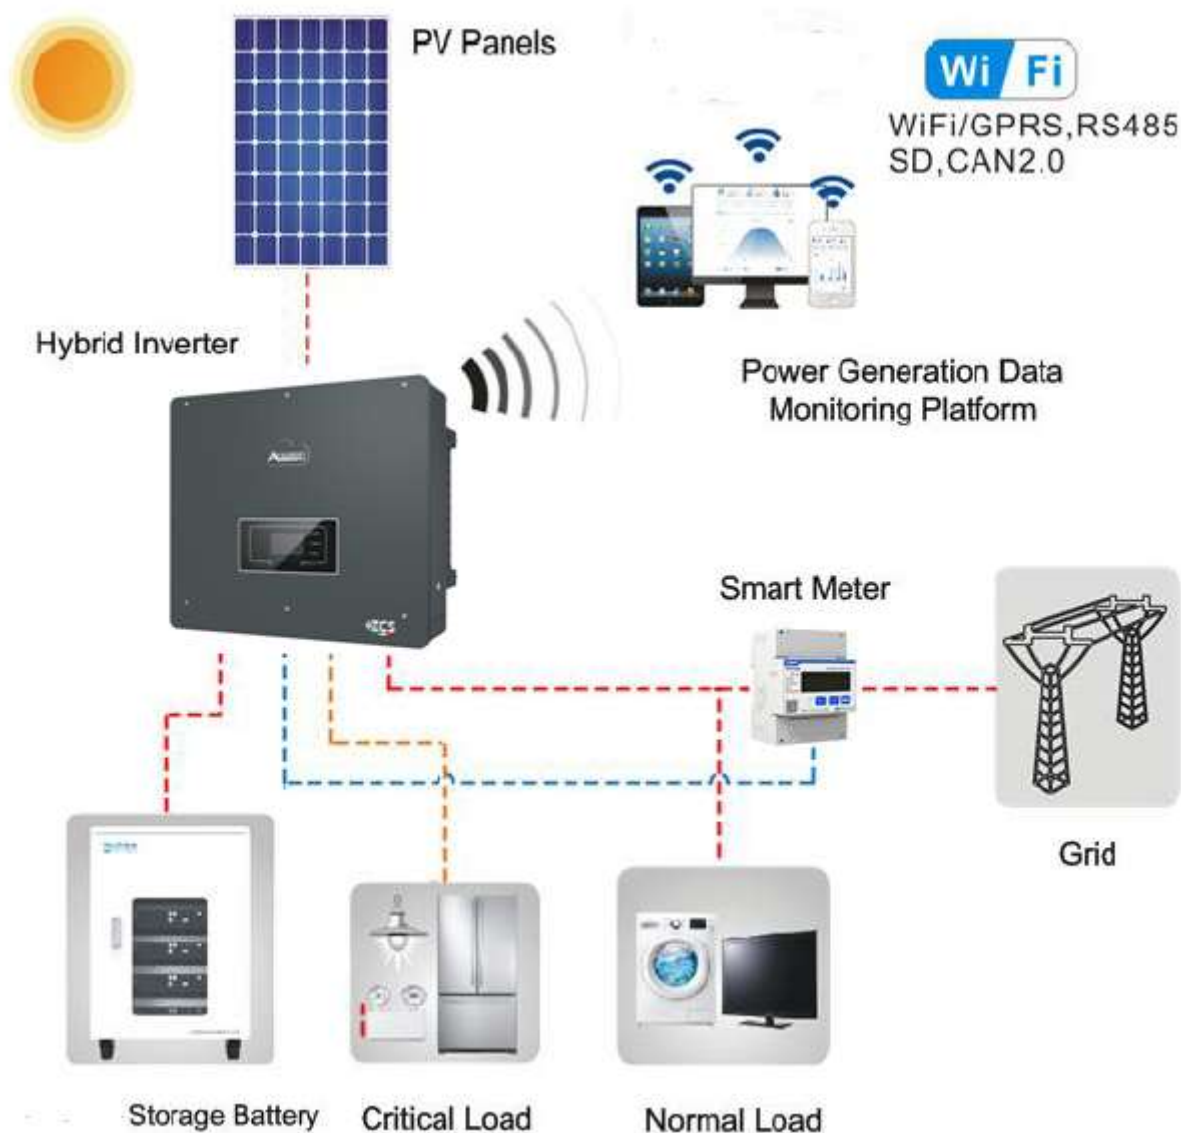 PV Panels
Wi Fi
WiFi/GPRS,RS485
SD,CAN2.0
Hybrid Inverter
Power Generation Data
Monitoring Platform
Smart Meter
Grid
Storage Battery
Critical Load
Normal Load